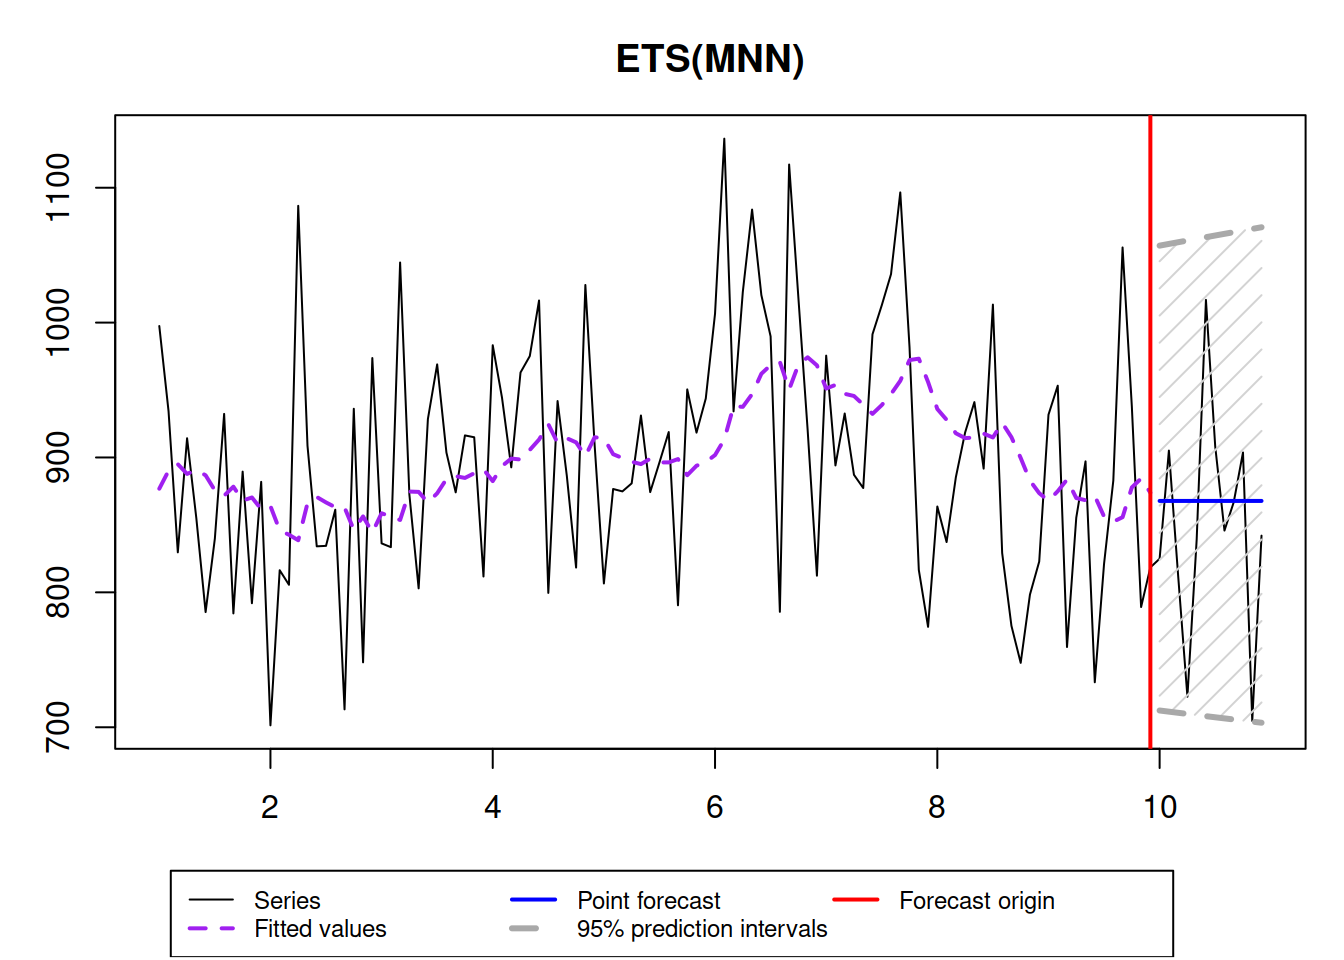 ETS(MNN)
1100
1000
900
800
700
2 4 6 8 10
Series Point forecast Forecast origin
Fitted values 95% prediction intervals